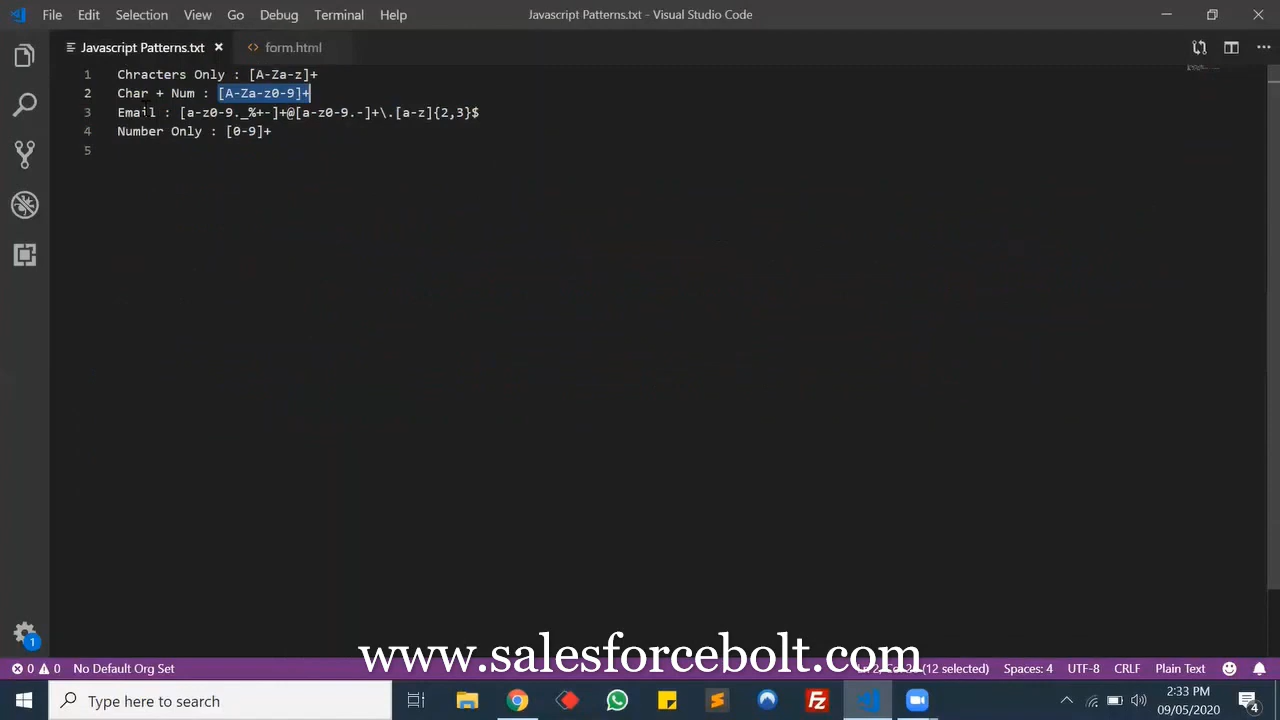 File Edit Selection View Go Debug Terminal Help
Javascript Patterns.txt - Visual Studio Code
Javascript Patterns.txt
form.html
1 Chracters Only : [A-Za-z]+
2 Char + Num : [A-Za-z0-9]+
3 Email : [a-z0-9._%+-]+@[a-z0-9.-]+\.[a-z]{2,3}$
4 Number Only : [0-9]+
5
1
www.salesforcebolt.com
0 0 No Default Org Set
(12 selected) Spaces: 4 UTF-8 CRLF Plain Text
Type here to search
2:33 PM
09/05/2020
4